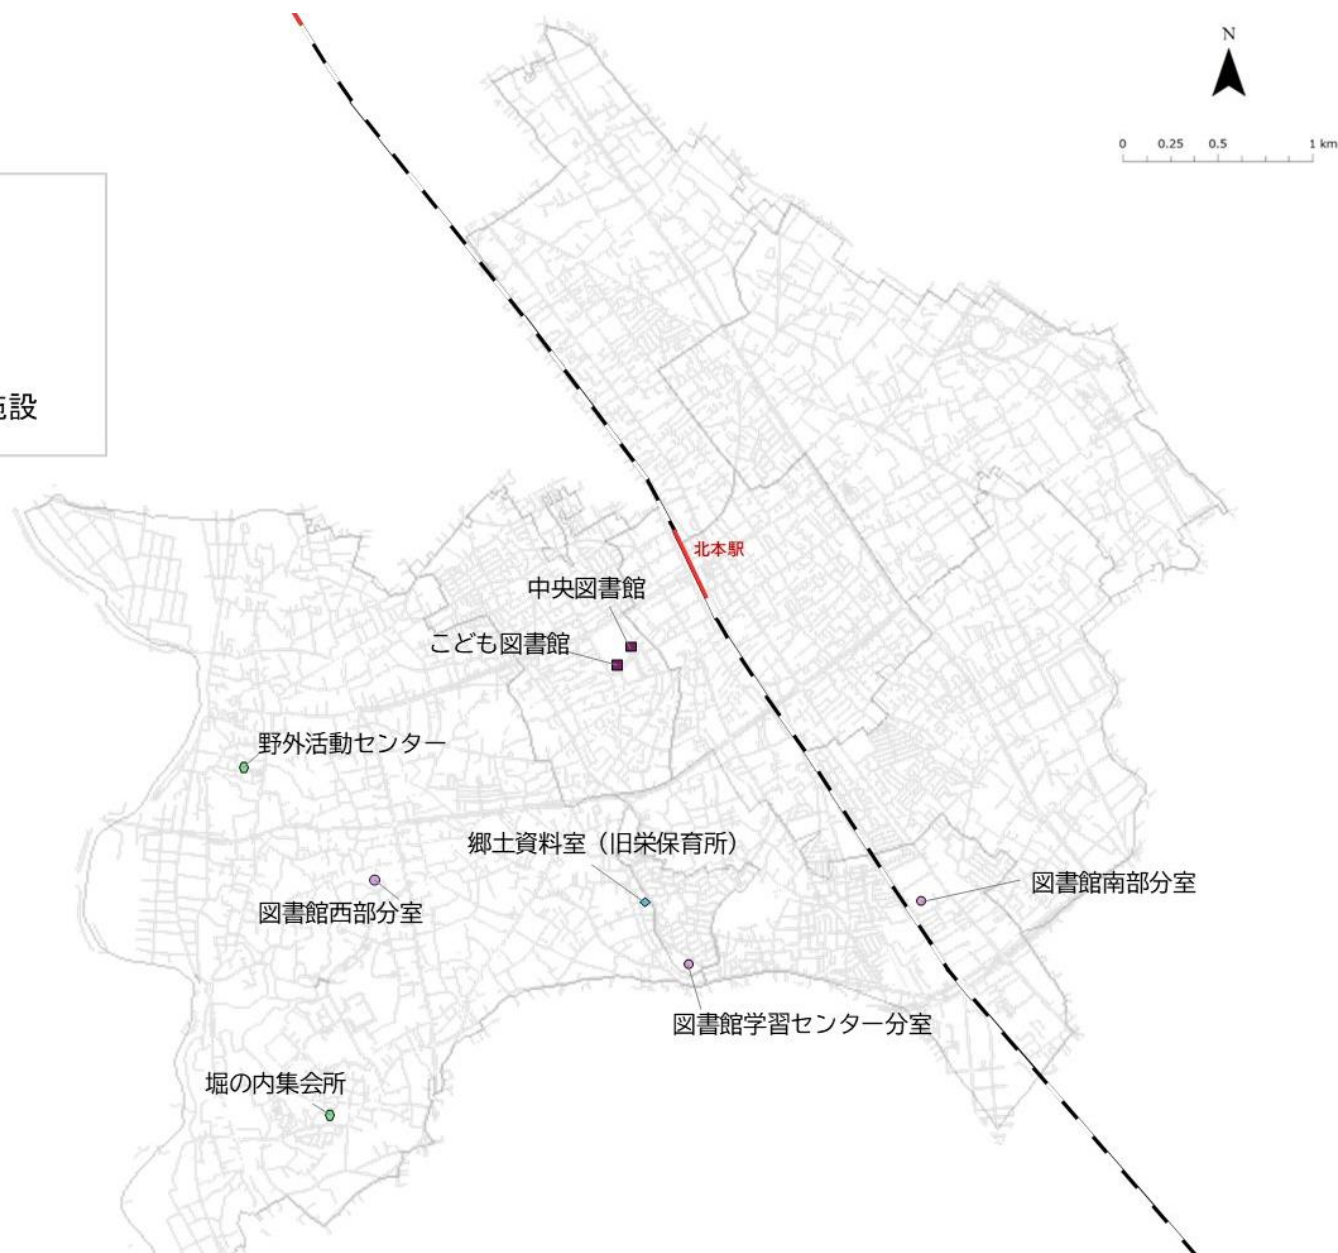 N
0 0.25 0.5 1 km
施設
北本駅
中央図書館
こども図書館
野外活動センター
郷土資料室（旧栄保育所）
図書館南部分室
図書館西部分室
図書館学習センター分室
堀の内集会所